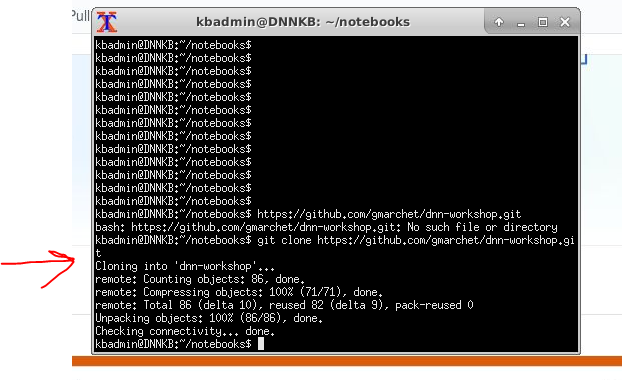 Pull
kbadmin@DNNKB: ~/notebooks
kbadmin@DNNKB:~/notebooks$
kbadmin@DNNKB:~/notebooks$
kbadmin@DNNKB:~/notebooks$
kbadmin@DNNKB:~/notebooks$
kbadmin@DNNKB:~/notebooks$
kbadmin@DNNKB:~/notebooks$
kbadmin@DNNKB:~/notebooks$
kbadmin@DNNKB:~/notebooks$
kbadmin@DNNKB:~/notebooks$
kbadmin@DNNKB:~/notebooks$
kbadmin@DNNKB:~/notebooks$
kbadmin@DNNKB:~/notebooks$
kbadmin@DNNKB:~/notebooks$
kbadmin@DNNKB:~/notebooks$ https://github.com/gmarchet/dnn-workshop.git
bash: https://github.com/gmarchet/dnn-workshop.git: No such file or directory
kbadmin@DNNKB:~/notebooks$ git clone https://github.com/gmarchet/dnn-workshop.gi
t
Cloning into 'dnn-workshop'...
remote: Counting objects: 86, done.
remote: Compressing objects: 100% (71/71), done.
remote: Total 86 (delta 10), reused 82 (delta 9), pack-reused 0
Unpacking objects: 100% (86/86), done.
Checking connectivity... done.
kbadmin@DNNKB:~/notebooks$